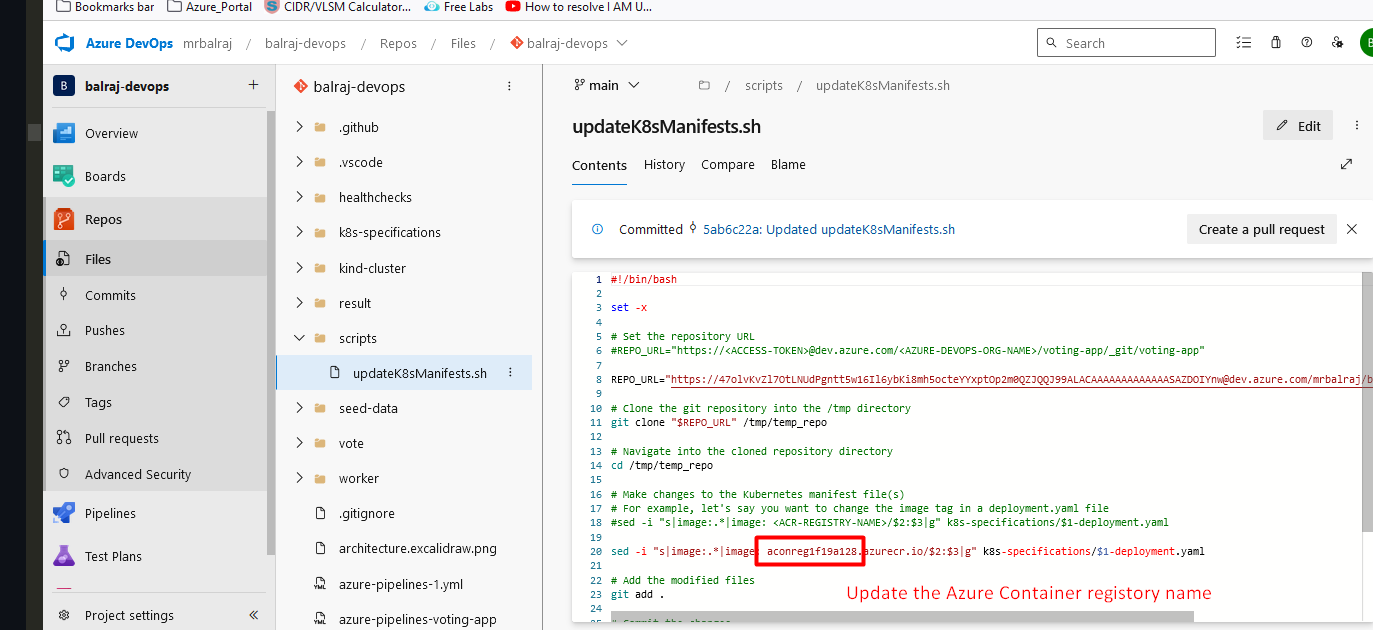 Bookmarks bar Azure_Portal CIDR/VLSM Calculator... Free Labs How to resolve I AM U...
Azure DevOps mrbalraj / balraj-devops / Repos / Files / balraj-devops
Search
B balraj-devops +
Overview
Boards
Repos
Files
Commits
Pushes
Branches
Tags
Pull requests
Advanced Security
Pipelines
Test Plans
Project settings
balraj-devops
.github
.vscode
healthchecks
k8s-specifications
kind-cluster
result
scripts
updateK8sManifests.sh
seed-data
vote
worker
.gitignore
architecture.excalidraw.png
azure-pipelines-1.yml
azure-pipelines-voting-app
main / scripts / updateK8sManifests.sh
updateK8sManifests.sh
Edit
Contents History Compare Blame
Committed 5ab6c22a: Updated updateK8sManifests.sh
Create a pull request
1 #!/bin/bash
2
3 set -x
4
5 # Set the repository URL
6 #REPO_URL="https://<ACCESS-TOKEN>@dev.azure.com/<AZURE-DEVOPS-ORG-NAME>/voting-app/_git/voting-app"
7
8 REPO_URL="https://@dev.azure.com/mrbalraj/b
9
10 # Clone the git repository into the /tmp directory
11 git clone "$REPO_URL" /tmp/temp_repo
12
13 # Navigate into the cloned repository directory
14 cd /tmp/temp_repo
15
16 # Make changes to the Kubernetes manifest file(s)
17 # For example, let's say you want to change the image tag in a deployment.yaml file
18 #sed -i "s|image:.*|image: <ACR-REGISTRY-NAME>/$2:$3|g" k8s-specifications/$1-deployment.yaml
19
20 sed -i "s|image:.*|image: aconreg1f19a128.azurecr.io/$2:$3|g" k8s-specifications/$1-deployment.yaml
21
22 # Add the modified files
23 git add .
24
25 # Commit the changes
Update the Azure Container registory name